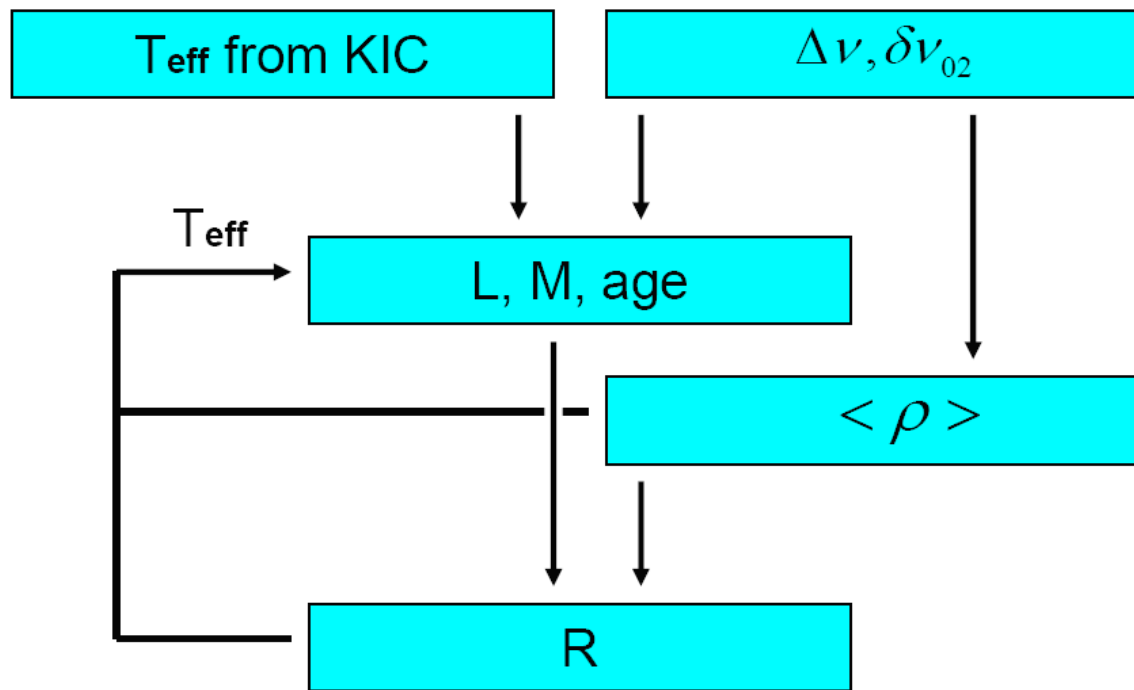 Teff from KIC
Δν, δν02
Teff
L, M, age
< ρ >
R